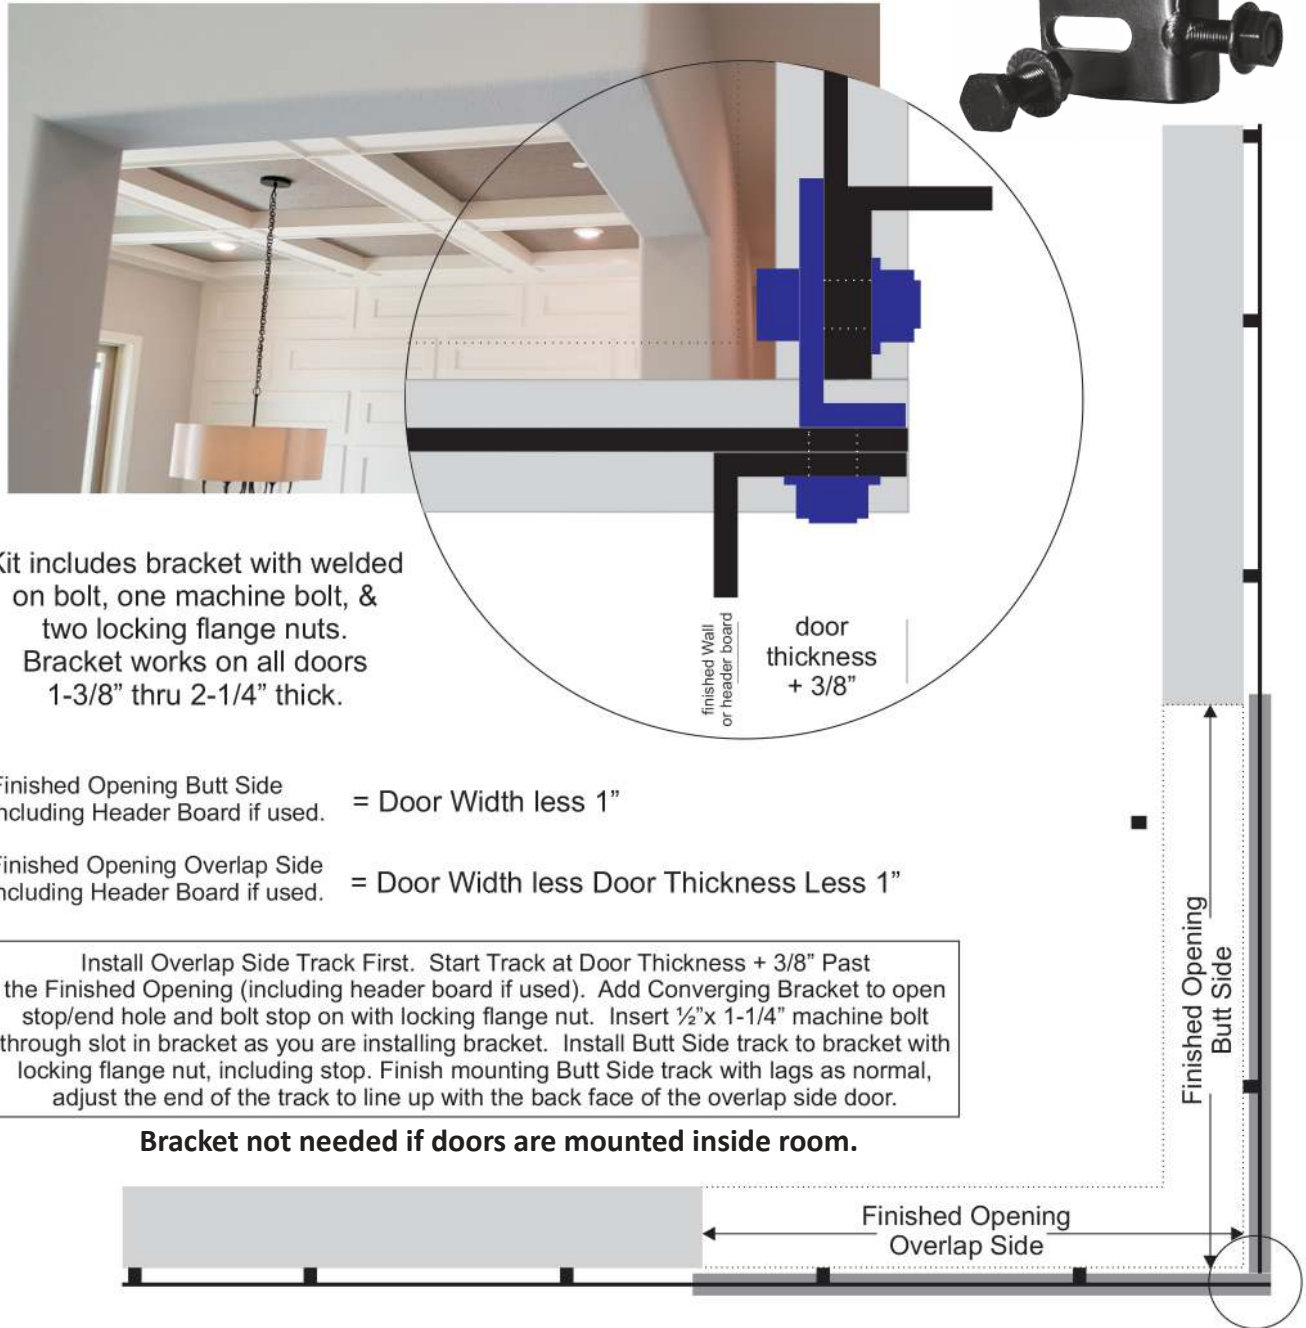 finished Wall
or header board
door
thickness
+ 3/8”
Kit includes bracket with welded
on bolt, one machine bolt, &
two locking flange nuts.
Bracket works on all doors
1-3/8” thru 2-1/4” thick.
Finished Opening Butt Side
including Header Board if used.
= Door Width less 1”
Finished Opening Overlap Side
including Header Board if used.
= Door Width less Door Thickness Less 1”
Install Overlap Side Track First. Start Track at Door Thickness + 3/8” Past
the Finished Opening (including header board if used). Add Converging Bracket to open
stop/end hole and bolt stop on with locking flange nut. Insert ½”x 1-1/4” machine bolt
through slot in bracket as you are installing bracket. Install Butt Side track to bracket with
locking flange nut, including stop. Finish mounting Butt Side track with lags as normal,
adjust the end of the track to line up with the back face of the overlap side door.
Bracket not needed if doors are mounted inside room.
Finished Opening
Butt Side
Finished Opening
Overlap Side